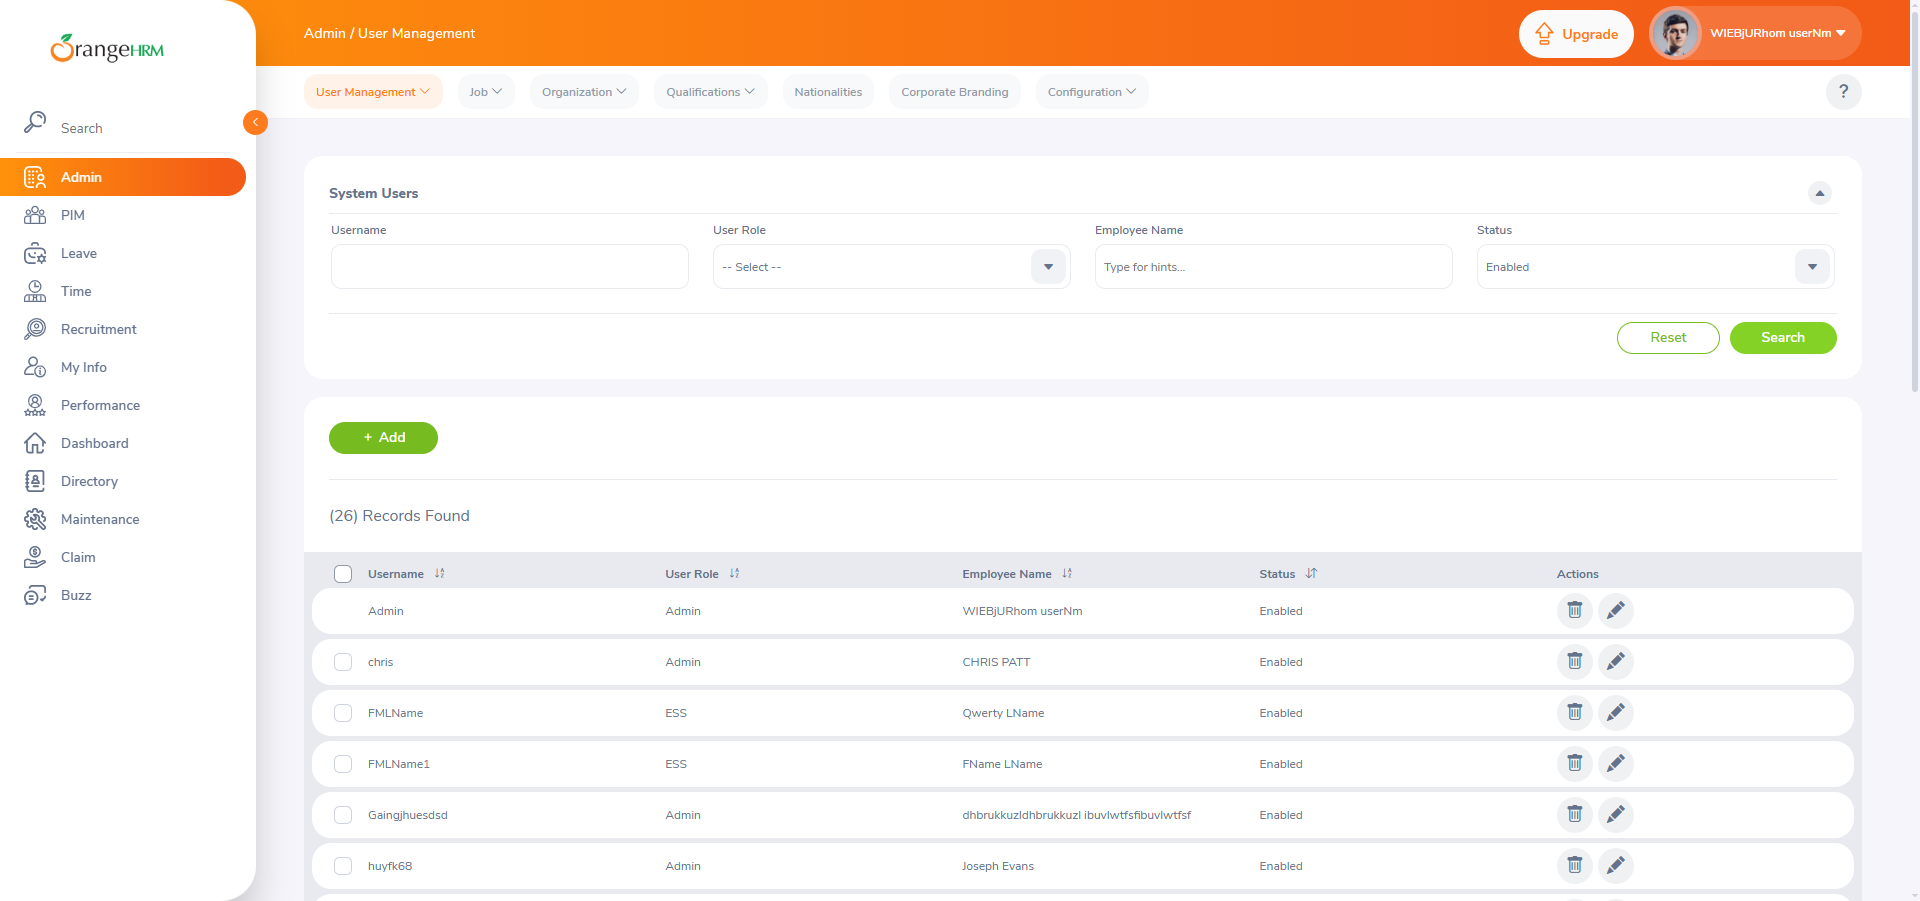 OrangeHRM
Admin / User Management
Upgrade
WIEBjURhom userNm
User Management
Job
Organization
Qualifications
Nationalities
Corporate Branding
Configuration
?
Search
Admin
PIM
Leave
Time
Recruitment
My Info
Performance
Dashboard
Directory
Maintenance
Claim
Buzz
System Users
Username
User Role
Employee Name
Status
-- Select --
Type for hints...
Enabled
Reset
Search
+ Add
(26) Records Found
Username User Role Employee Name Status Actions
Admin Admin WIEBjURhom userNm Enabled
chris Admin CHRIS PATT Enabled
FMLName ESS Qwerty LName Enabled
FMLName1 ESS FName LName Enabled
Gaingjhuesdsd Admin dhbrukkuzldhbrukkuzl ibuvlwtfsfibuvlwtfsf Enabled
huyfk68 Admin Joseph Evans Enabled